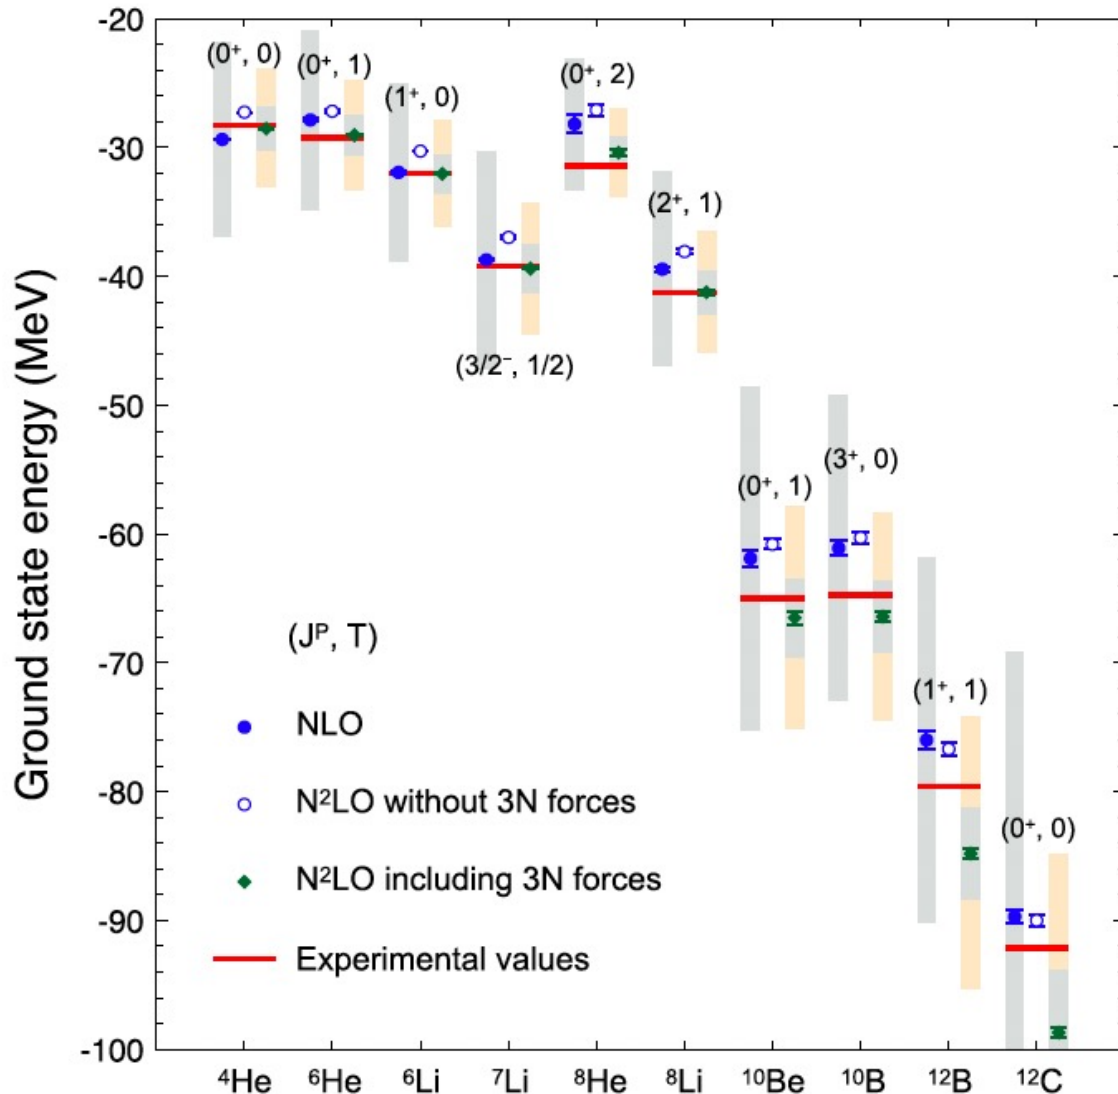 Ground state energy (MeV)
-20
-30
-40
-50
-60
-70
-80
-90
-100
(0⁺, 0)
(0⁺, 1)
(1⁺, 0)
(3/2⁻, 1/2)
(0⁺, 2)
(2⁺, 1)
(0⁺, 1)
(3⁺, 0)
(1⁺, 1)
(0⁺, 0)
(Jᴾ, T)
NLO
N²LO without 3N forces
N²LO including 3N forces
Experimental values
⁴He ⁶He ⁶Li ⁷Li ⁸He ⁸Li ¹⁰Be ¹⁰B ¹²B ¹²C